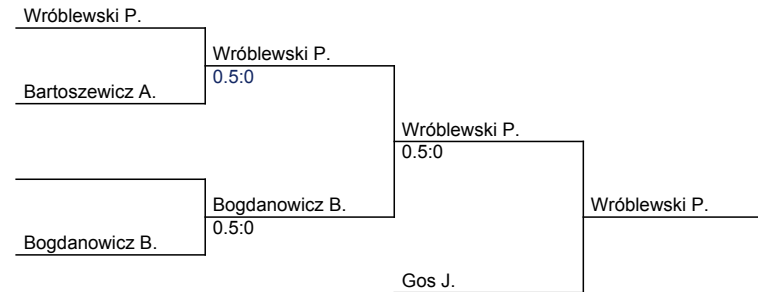 Wróblewski P.
Wróblewski P.
0.5:0
Bartoszewicz A.
Wróblewski P.
0.5:0
Bogdanowicz B.
Wróblewski P.
0.5:0
Bogdanowicz B.
Gos J.